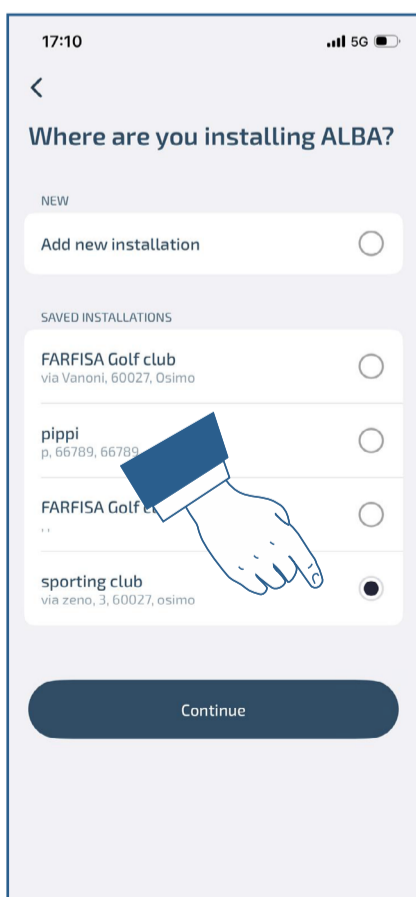 17:10
5G
Where are you installing ALBA?
NEW
Add new installation
SAVED INSTALLATIONS
FARFISA Golf club
via Vanoni, 60027, Osimo
pippi
p, 66789, 66789
FARFISA Golf
, ,
sporting club
via zeno, 3, 60027, osimo
Continue